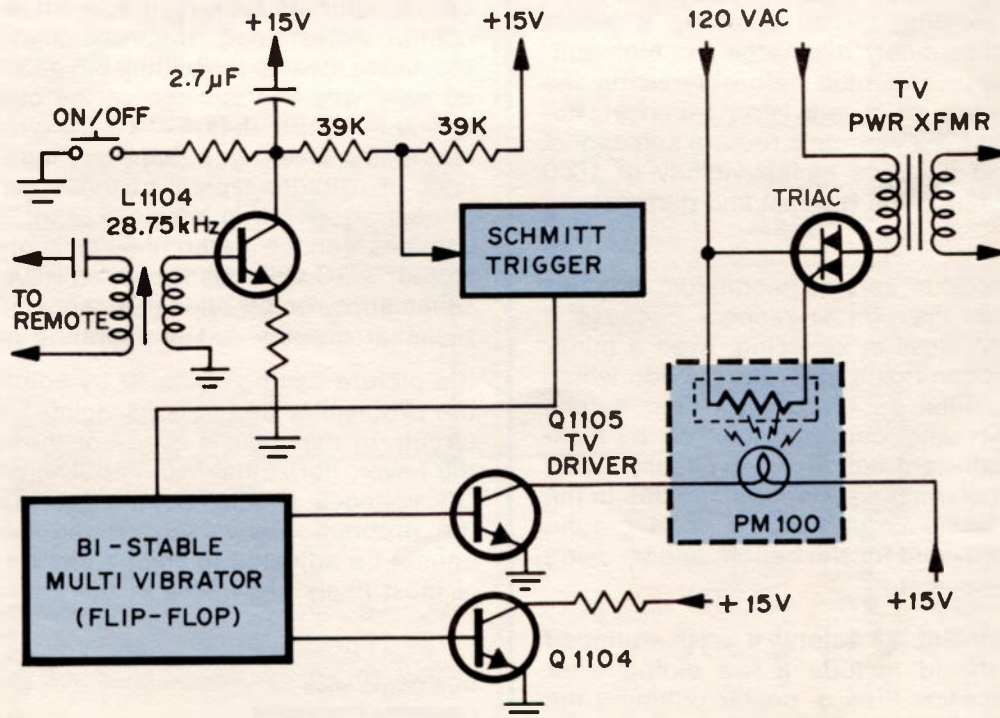 +15V
120 VAC
2.7µF
TV
PWR XFMR
ON/OFF
39K
39K
L1104
28.75kHz
TRIAC
SCHMITT
TRIGGER
TO
REMOTE
Q1105
TV
DRIVER
PM100
BI-STABLE
MULTI VIBRATOR
(FLIP-FLOP)
+15V
+15V
+15V
Q1104